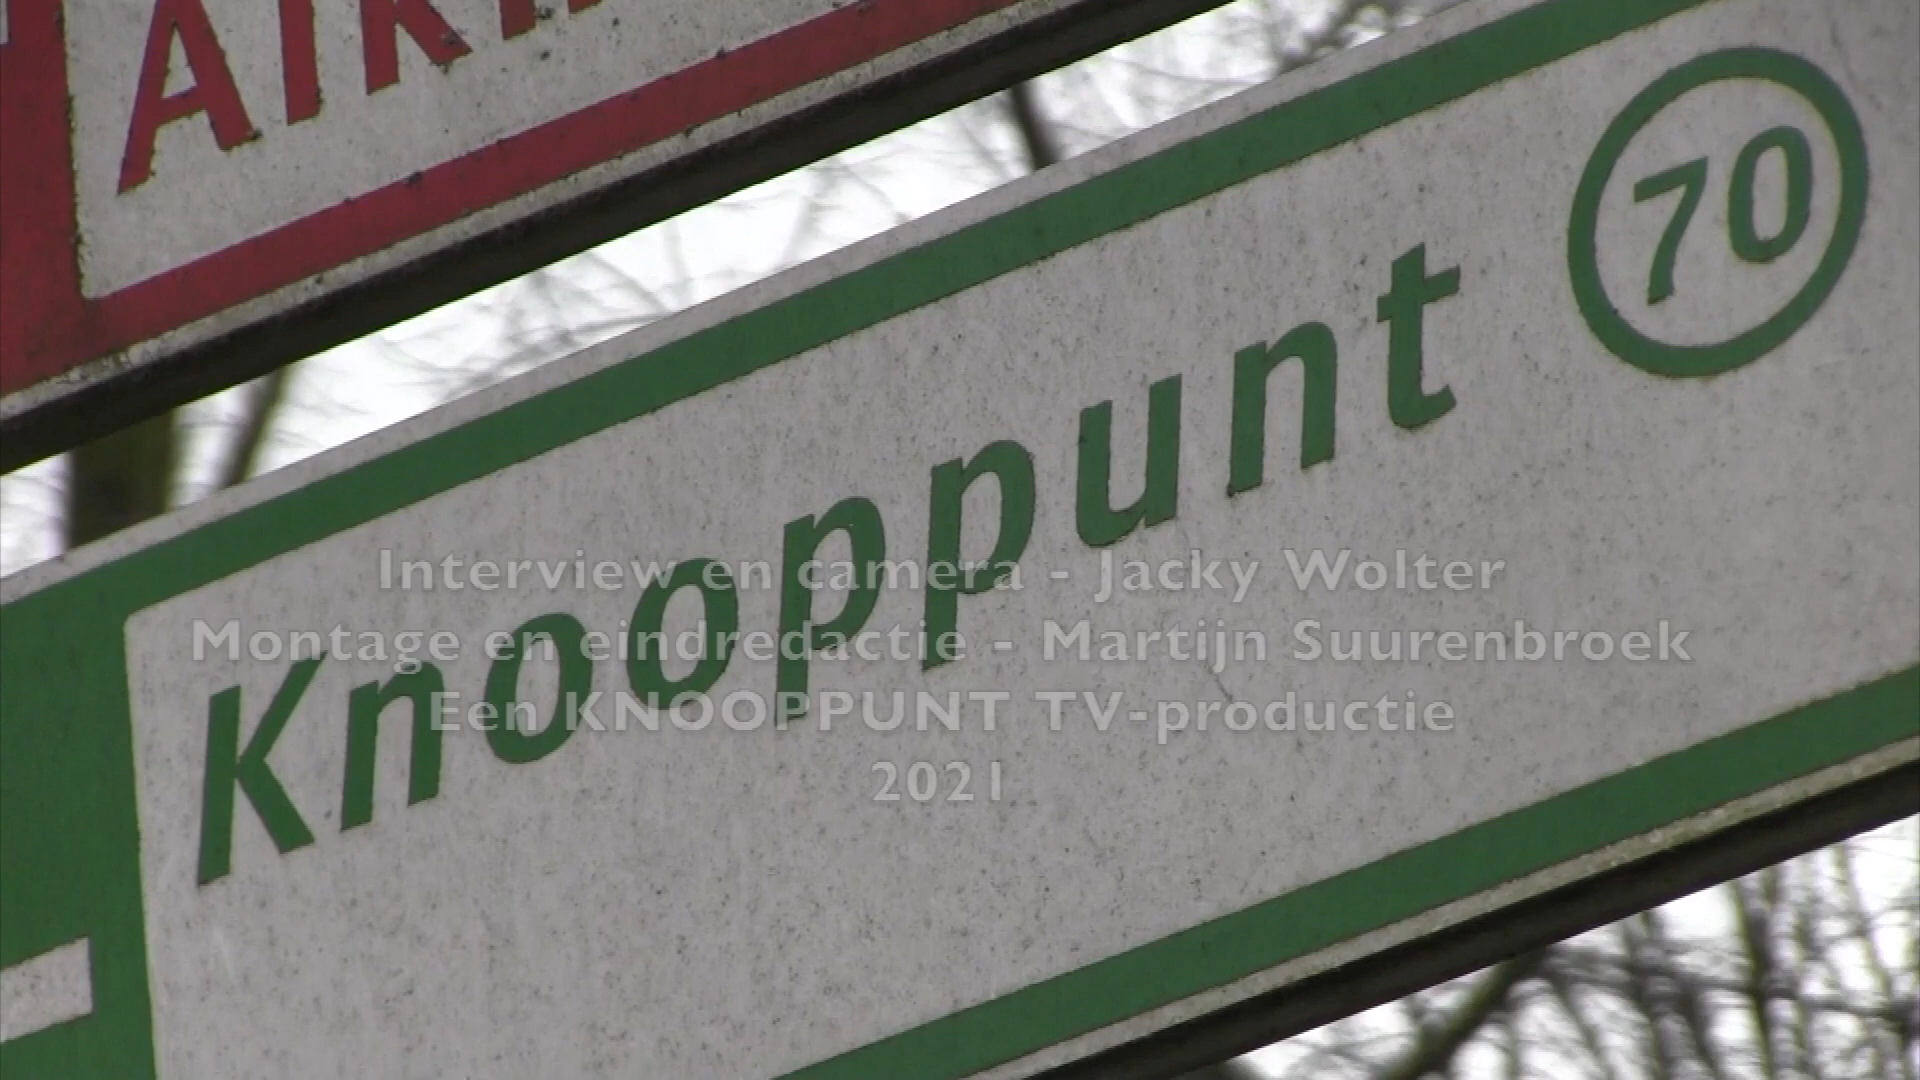 Knooppunt 70
Interview en camera - Jacky Wolter
Montage en eindredactie - Martijn Suurenbroek
Een KNOOPPUNT TV-productie
2021